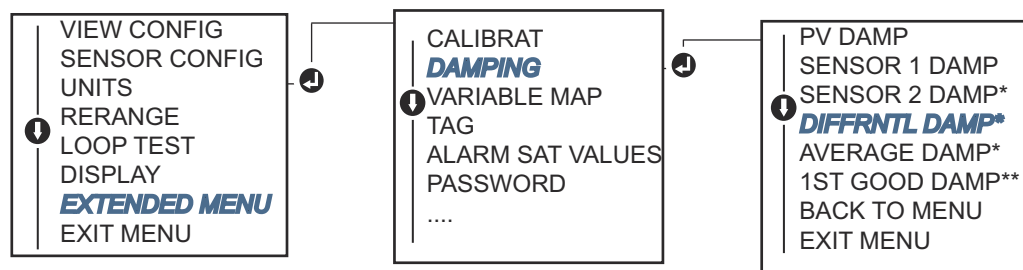 VIEW CONFIG
SENSOR CONFIG
UNITS
RERANGE
LOOP TEST
DISPLAY
EXTENDED MENU
EXIT MENU
CALIBRAT
DAMPING
VARIABLE MAP
TAG
ALARM SAT VALUES
PASSWORD
....
PV DAMP
SENSOR 1 DAMP
SENSOR 2 DAMP*
DIFFRNTL DAMP*
AVERAGE DAMP*
1ST GOOD DAMP**
BACK TO MENU
EXIT MENU